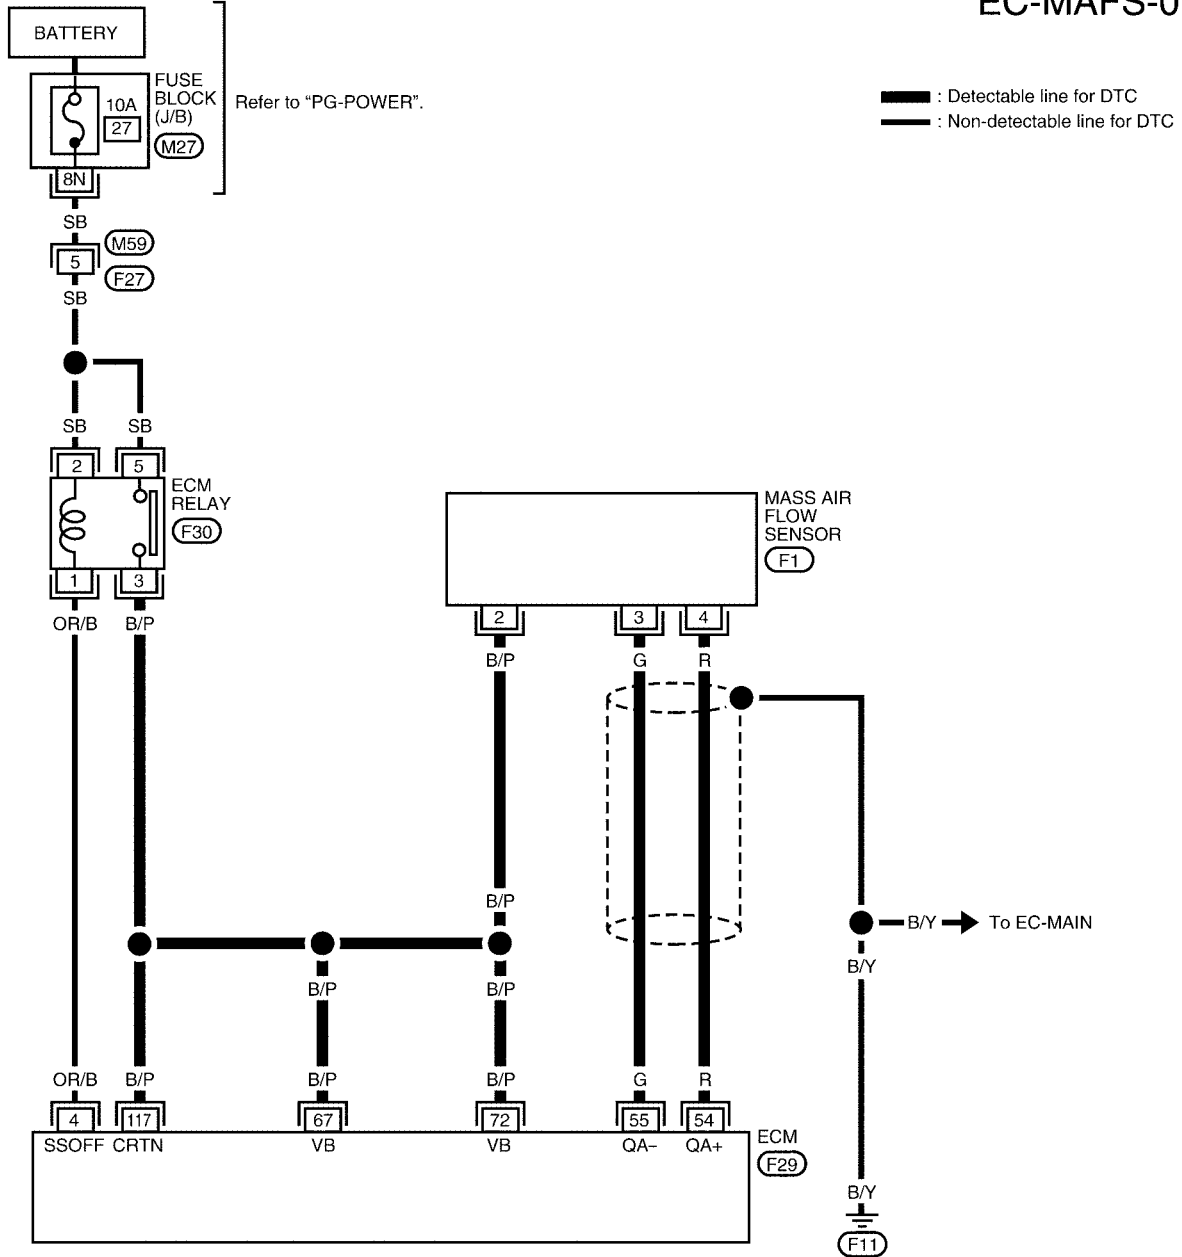 EC-MAFS-0
BATTERY
FUSE
BLOCK
(J/B)
10A
27
M27
8N
Refer to "PG-POWER".
: Detectable line for DTC
: Non-detectable line for DTC
SB
5
M59
F27
SB
SB SB
2 5
ECM
RELAY
F30
1 3
OR/B B/P
MASS AIR
FLOW
SENSOR
F1
2 3 4
B/P G R
B/P
B/Y To EC-MAIN
B/Y
B/P B/P
OR/B B/P B/P B/P G R
4 117 67 72 55 54
SSOFF CRTN VB VB QA– QA+
ECM
F29
B/Y
F11